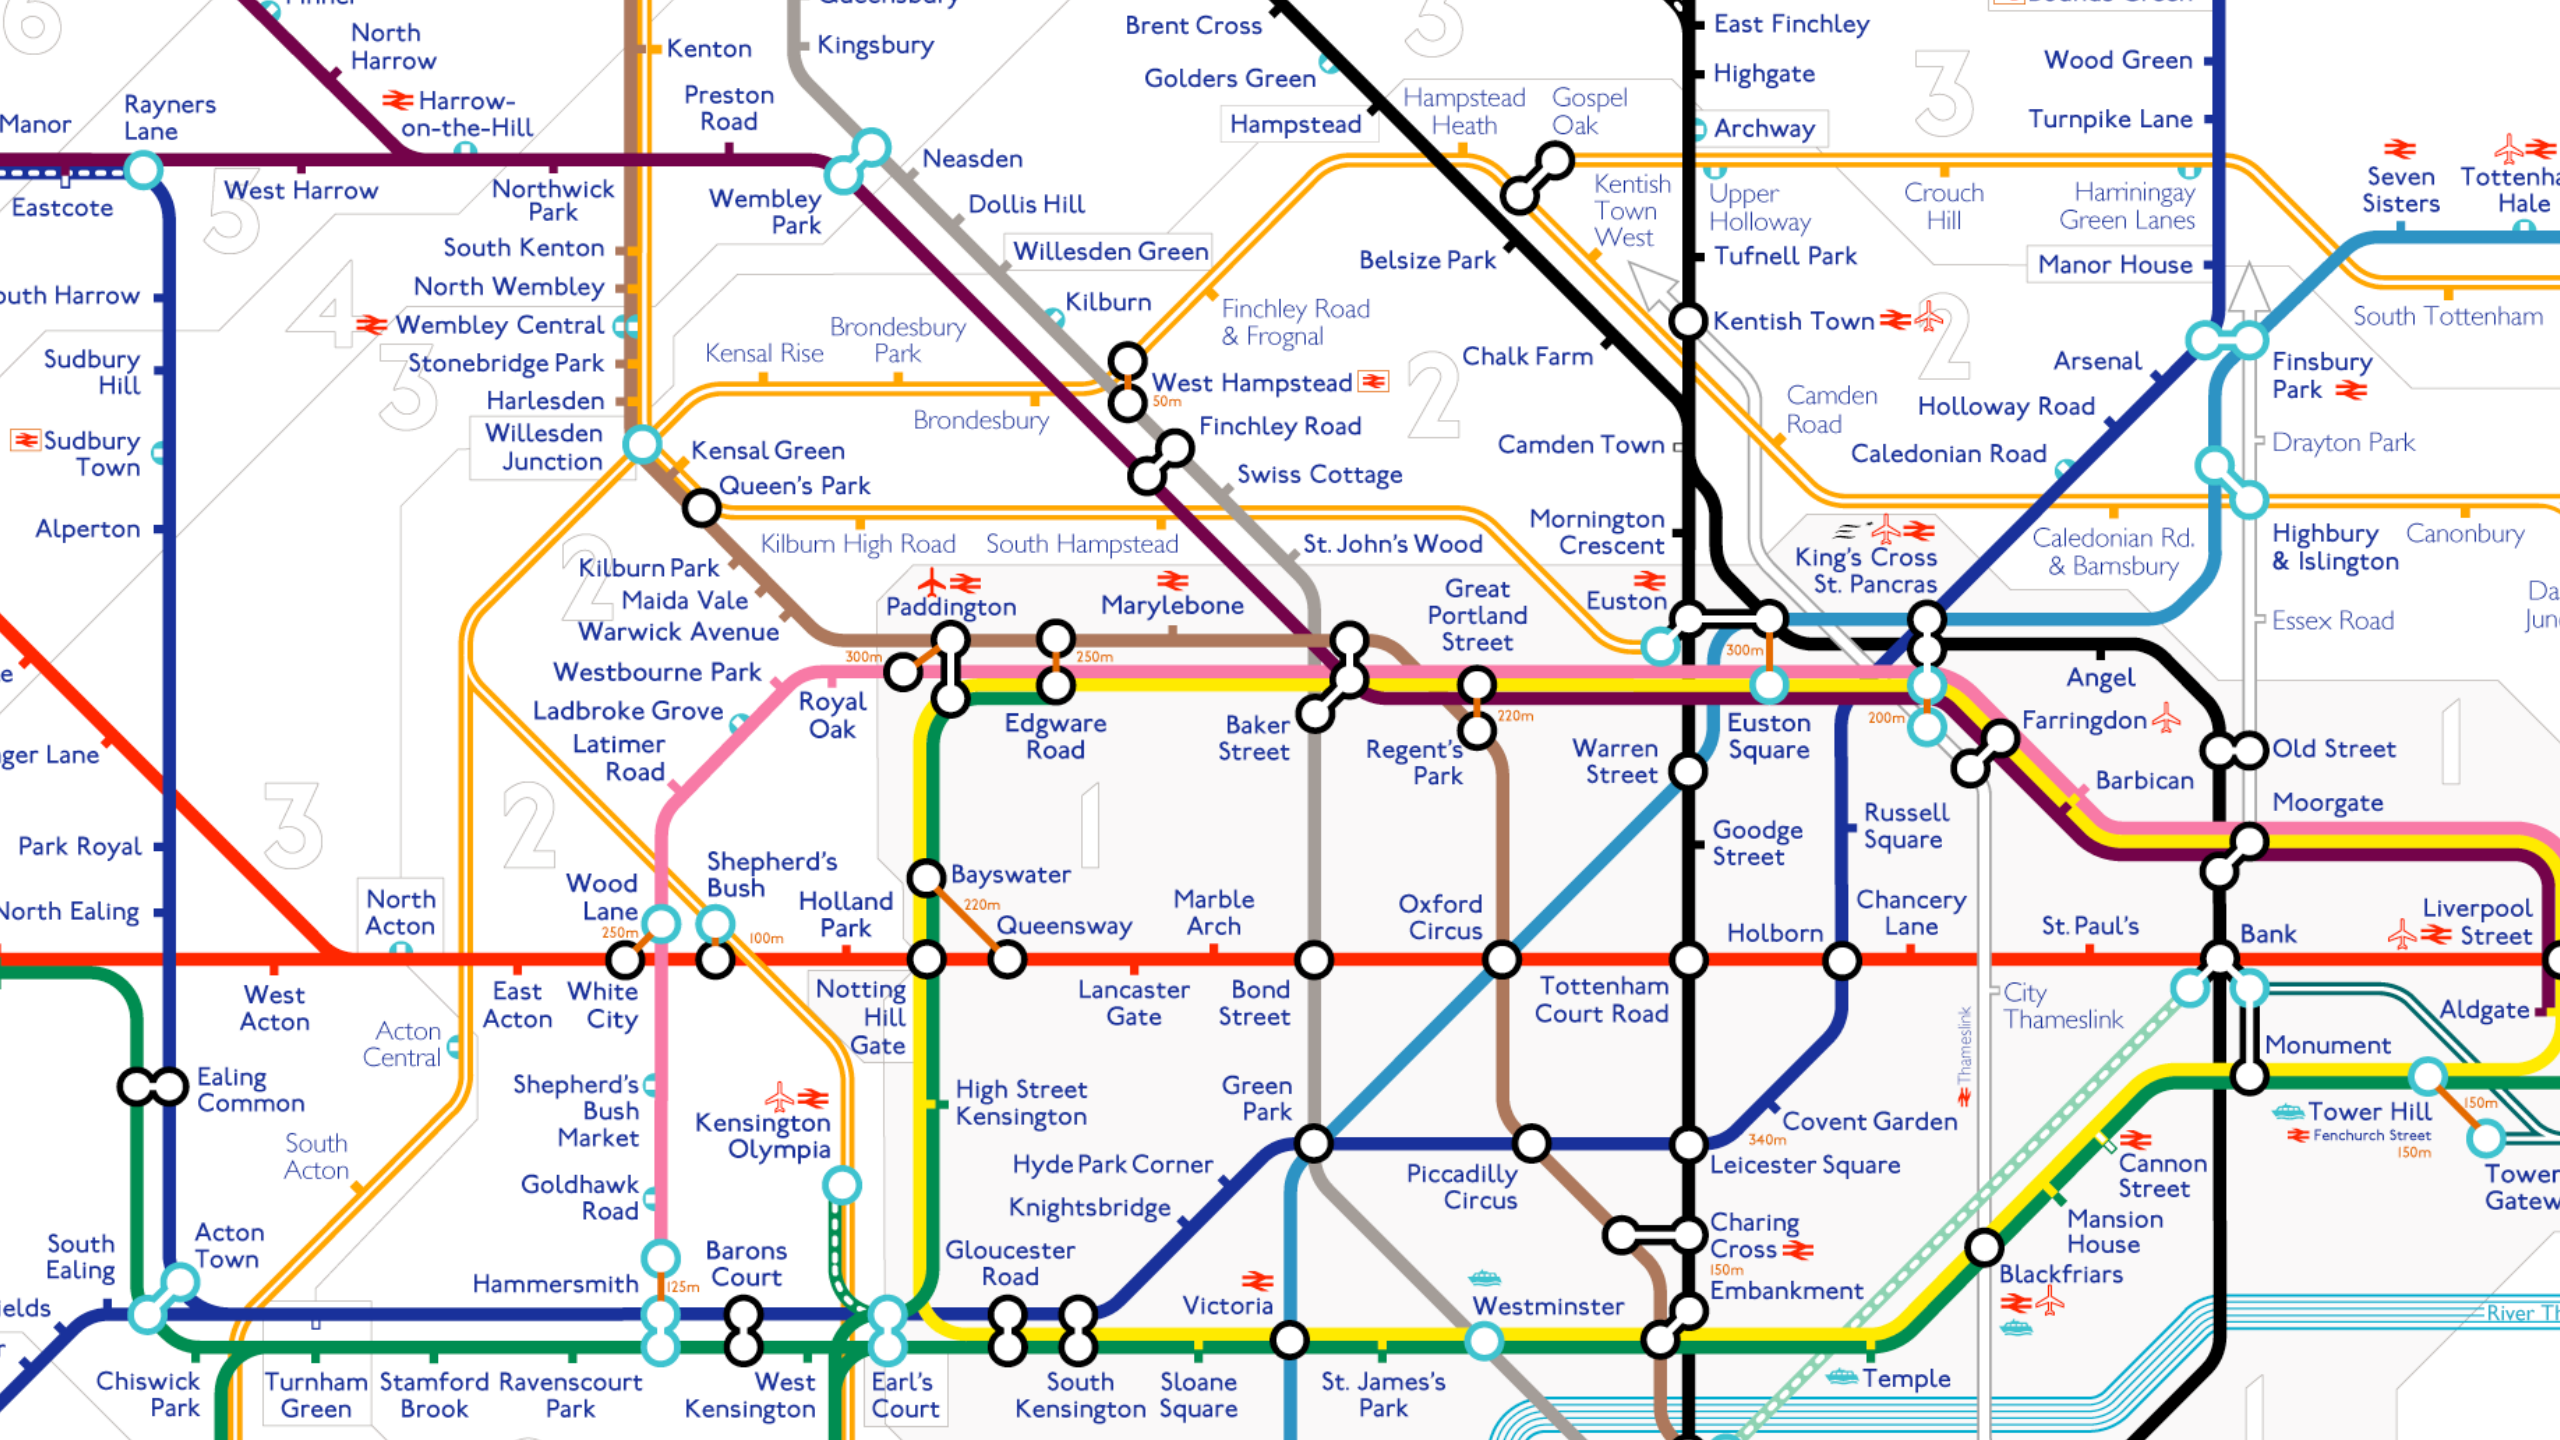 6
North
Harrow
Kenton
Kingsbury
Brent Cross
3
East Finchley
Wood Green
Golders Green
Highgate
3
Manor
Rayners
Lane
Harrow-
on-the-Hill
Preston
Road
Hampstead
Hampstead
Heath
Gospel
Oak
Archway
Turnpike Lane
Seven
Sisters
Hale
Eastcote
5
West Harrow
Northwick
Park
Wembley
Park
Neasden
Dollis Hill
Kentish
Town
West
Upper
Holloway
Crouch
Hill
Harringay
Green Lanes
South Kenton
Willesden Green
Belsize Park
Tufnell Park
Manor House
North Wembley
4
Kilburn
Finchley Road
& Frognal
Wembley Central
Kentish Town
2
South Tottenham
Sudbury
Hill
3
Stonebridge Park
Kensal Rise
Brondesbury
Park
Chalk Farm
Arsenal
Finsbury
Park
Harlesden
West Hampstead
50m
2
Camden
Road
Holloway Road
Sudbury
Town
Willesden
Junction
Kensal Green
Brondesbury
Finchley Road
Camden Town
Caledonian Road
Drayton Park
Queen's Park
Swiss Cottage
Alperton
Kilburn High Road
South Hampstead
St. John's Wood
Mornington
Crescent
King's Cross
St. Pancras
Caledonian Rd.
& Barnsbury
Highbury
& Islington
Canonbury
2
Kilburn Park
Maida Vale
Warwick Avenue
Paddington
Marylebone
Great
Portland
Street
Euston
Essex Road
Westbourne Park
300m
250m
300m
Angel
Ladbroke Grove
Royal
Oak
Edgware
Road
Baker
Street
220m
Regent's
Park
Warren
Street
Euston
Square
200m
Farringdon
Old Street
1
Latimer
Road
Barbican
Moorgate
Park Royal
3
2
1
Goodge
Street
Russell
Square
North Ealing
North
Acton
Wood
Lane
250m
Shepherd's
Bush
100m
Holland
Park
Bayswater
220m
Queensway
Marble
Arch
Oxford
Circus
Holborn
Chancery
Lane
St. Paul's
Bank
Liverpool
Street
West
Acton
East
Acton
White
City
Notting
Hill
Gate
Lancaster
Gate
Bond
Street
Tottenham
Court Road
City
Thameslink
Thameslink
Aldgate
Acton
Central
Monument
Ealing
Common
Shepherd's
Bush
Market
Kensington
Olympia
High Street
Kensington
Green
Park
Covent Garden
340m
Leicester Square
Tower Hill
Fenchurch Street
150m
150m
South
Acton
Goldhawk
Road
Hyde Park Corner
Knightsbridge
Piccadilly
Circus
Cannon
Street
Tower
South
Ealing
Acton
Town
Charing
Cross
150m
Embankment
Mansion
House
Hammersmith
125m
Barons
Court
Gloucester
Road
Victoria
Westminster
Blackfriars
River
Chiswick
Park
Turnham
Green
Stamford
Brook
Ravenscourt
Park
West
Kensington
Earl's
Court
South
Kensington
Sloane
Square
St. James's
Park
Temple
1